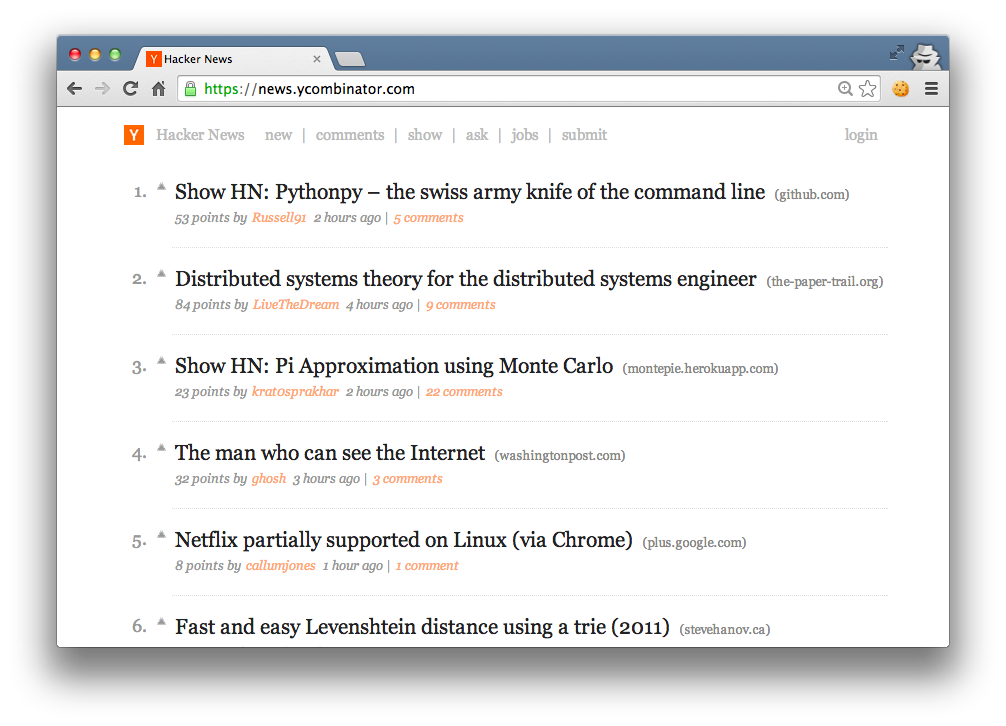 Hacker News
https://news.ycombinator.com
Y Hacker News new | comments | show | ask | jobs | submit login
1. Show HN: Pythonpy – the swiss army knife of the command line (github.com)
53 points by Russell91 2 hours ago | 5 comments
2. Distributed systems theory for the distributed systems engineer (the-paper-trail.org)
84 points by LiveTheDream 4 hours ago | 9 comments
3. Show HN: Pi Approximation using Monte Carlo (montepie.herokuapp.com)
23 points by krat0sprakhar 2 hours ago | 22 comments
4. The man who can see the Internet (washingtonpost.com)
32 points by ghosh 3 hours ago | 3 comments
5. Netflix partially supported on Linux (via Chrome) (plus.google.com)
8 points by callumjones 1 hour ago | 1 comment
6. Fast and easy Levenshtein distance using a trie (2011) (stevehanov.ca)